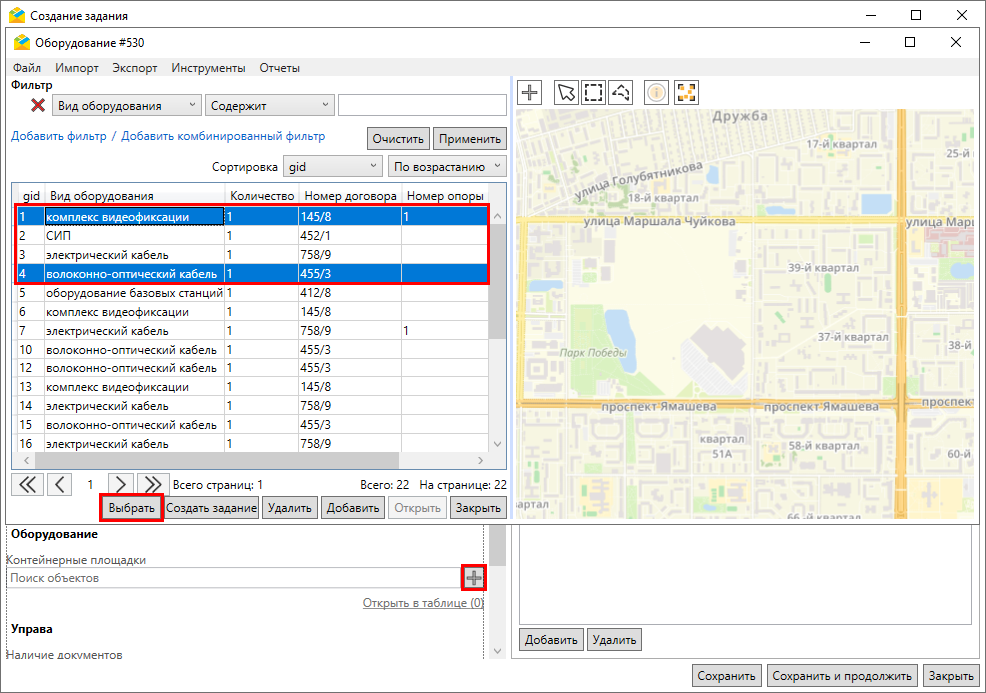 Создание задания
Оборудование #530
Файл Импорт Экспорт Инструменты Отчеты
Фильтр
Вид оборудования Содержит
Добавить фильтр / Добавить комбинированный фильтр
Очистить Применить
Сортировка gid По возрастанию
gid Вид оборудования Количество Номер договора Номер опоры
1 комплекс видеофиксации 1 145/8 1
2 СИП 1 452/1
3 электрический кабель 1 758/9
4 волоконно-оптический кабель 1 455/3
5 оборудование базовых станций 1 412/8
6 комплекс видеофиксации 1 145/8
7 электрический кабель 1 758/9 1
10 волоконно-оптический кабель 1 455/3
12 волоконно-оптический кабель 1 455/3
13 комплекс видеофиксации 1 145/8
14 электрический кабель 1 758/9
15 волоконно-оптический кабель 1 455/3
16 электрический кабель 1 758/9
1 Всего страниц: 1 Всего: 22 На странице: 22
Выбрать Создать задание Удалить Добавить Открыть Закрыть
Дружба
17-й квартал
25-й
улица Голубятникова
18-й квартал
улица Маршала Чуйкова
улица Мар
39-й квартал
37-й квартал
38-й
Парк Победы
проспект Ямашева
проспект Ямашева
проспе
квартал
51А
58-й квартал
60-й
вартал
66-й квартал
Оборудование
Контейнерные площадки
Поиск объектов
Открыть в таблице (0)
Управа
Наличие документов
Добавить Удалить
Сохранить Сохранить и продолжить Закрыть